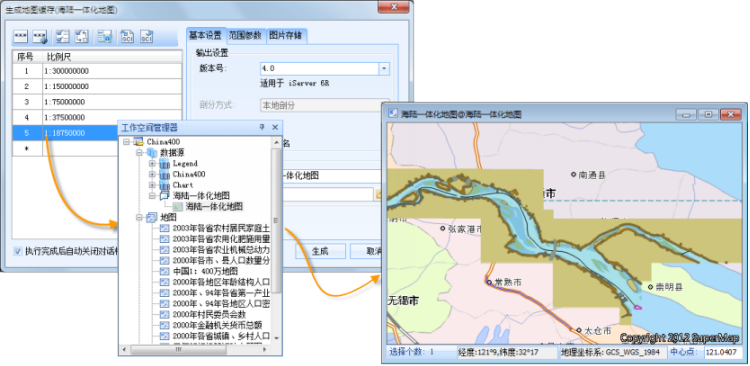 生成地图缓存(海陆一体化地图)
序号 比例尺
1 1:300000000
2 1:150000000
3 1:75000000
4 1:37500000
5 1:18750000
*
基本设置 范围参数 图片存储
输出设置
版本号: 4.0
适用于 iServer 6R
剖分方式: 本地剖分
名
一体化地图
执行完成后自动关闭对话
生成
取消
工作空间管理器
China400
数据源
Legend
China400
Chart
海陆一体化地图
海陆一体化地图
地图
2003年各省农村居民家庭土
2003年各省农用化肥施用量
2003年各省农业机械总动力
2000年各市、县人口数量分
中国1:400万地图
2000年各地区年龄结构人口
2000年、94年各省第一产业
2000年、94年各地区人口密
2000年村民委员会数
2000年金融机关货币总额
2000年各省城镇、乡村人口
海陆一体化地图@海陆一体化地图
南通县
市
张家港市
常熟市
崇明县
无锡市
太仓市
Copyright 2012 SuperMap
选择个数: 1 经度:121°9,纬度:32°17 地理坐标系:GCS_WGS_1984 中心点: 121.0407